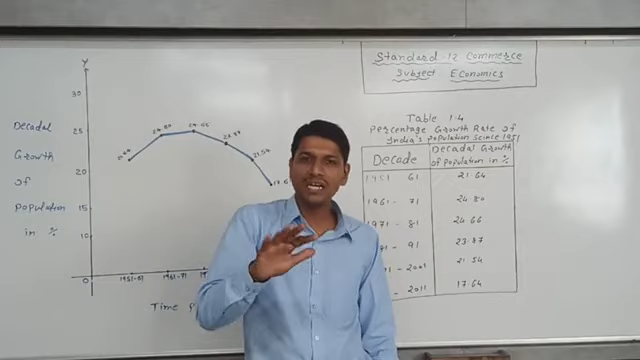 Standard-12 Commerce
Subject Economics
Table 1.4
Percentage Growth Rate of
India's population scince 1951
Decade
Decadal Growth
of population in %
1951 61
21.64
1961 - 71
24.80
1971 - 81
24.66
- 91
23.87
- 2001
21.54
- 2011
17.64
Y
30
25
20
15
10
0
Decadal
Growth
of
Population
in %
24.80
24.66
23.87
21.54
1951-61
1961-71
Time